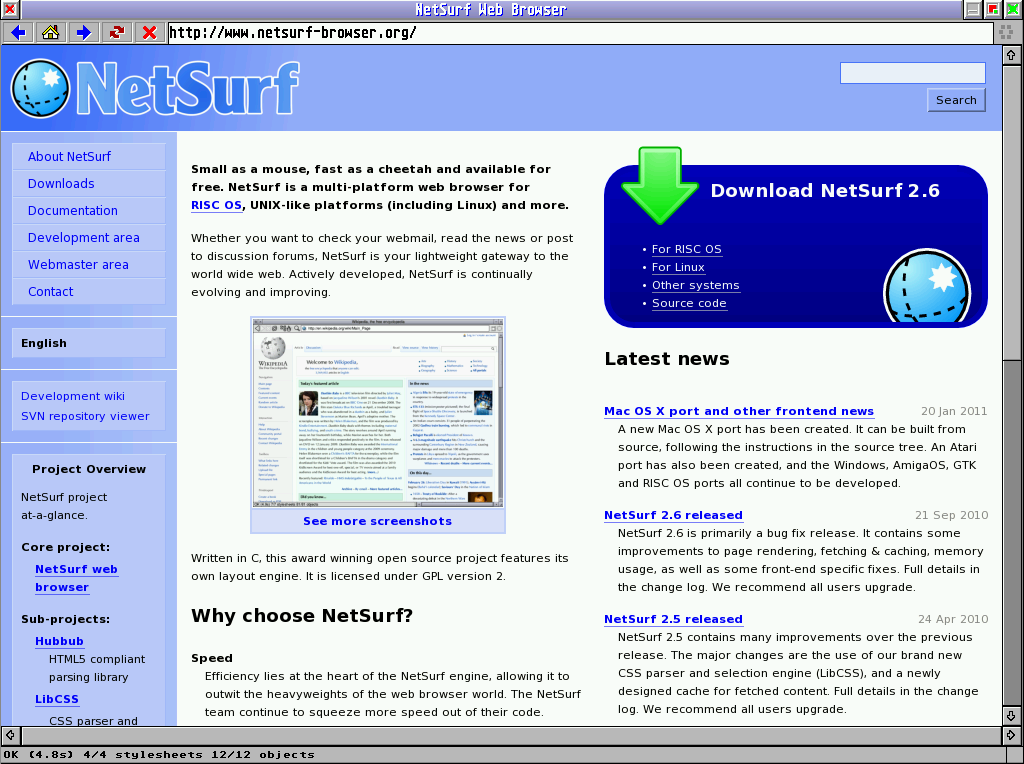 NetSurf Web Browser
http://www.netsurf-browser.org/
NetSurf
Search
About NetSurf
Downloads
Documentation
Development area
Webmaster area
Contact
English
Development wiki
SVN repository viewer
Project Overview
NetSurf project
at-a-glance.
Core project:
NetSurf web
browser
Sub-projects:
Hubbub
HTML5 compliant
parsing library
LibCSS
CSS parser and
Small as a mouse, fast as a cheetah and available for
free. NetSurf is a multi-platform web browser for
RISC OS, UNIX-like platforms (including Linux) and more.
Whether you want to check your webmail, read the news or post
to discussion forums, NetSurf is your lightweight gateway to the
world wide web. Actively developed, NetSurf is continually
evolving and improving.
WIKIPEDIA
Welcome to Wikipedia,
Today's featured article
In the news
On this day...
Did you know...
See more screenshots
Written in C, this award winning open source project features its
own layout engine. It is licensed under GPL version 2.
Why choose NetSurf?
Speed
Efficiency lies at the heart of the NetSurf engine, allowing it to
outwit the heavyweights of the web browser world. The NetSurf
team continue to squeeze more speed out of their code.
Download NetSurf 2.6
• For RISC OS
• For Linux
• Other systems
• Source code
Latest news
Mac OS X port and other frontend news 20 Jan 2011
A new Mac OS X port has been created. It can be built from
source, following the instructions in the source tree. An Atari
port has also been created, and the Windows, AmigaOS, GTK
and RISC OS ports all continue to be developed.
NetSurf 2.6 released 21 Sep 2010
NetSurf 2.6 is primarily a bug fix release. It contains some
improvements to page rendering, fetching & caching, memory
usage, as well as some front-end specific fixes. Full details in
the change log. We recommend all users upgrade.
NetSurf 2.5 released 24 Apr 2010
NetSurf 2.5 contains many improvements over the previous
release. The major changes are the use of our brand new
CSS parser and selection engine (LibCSS), and a newly
designed cache for fetched content. Full details in the change
log. We recommend all users upgrade.
OK (4.8s) 4/4 stylesheets 12/12 objects